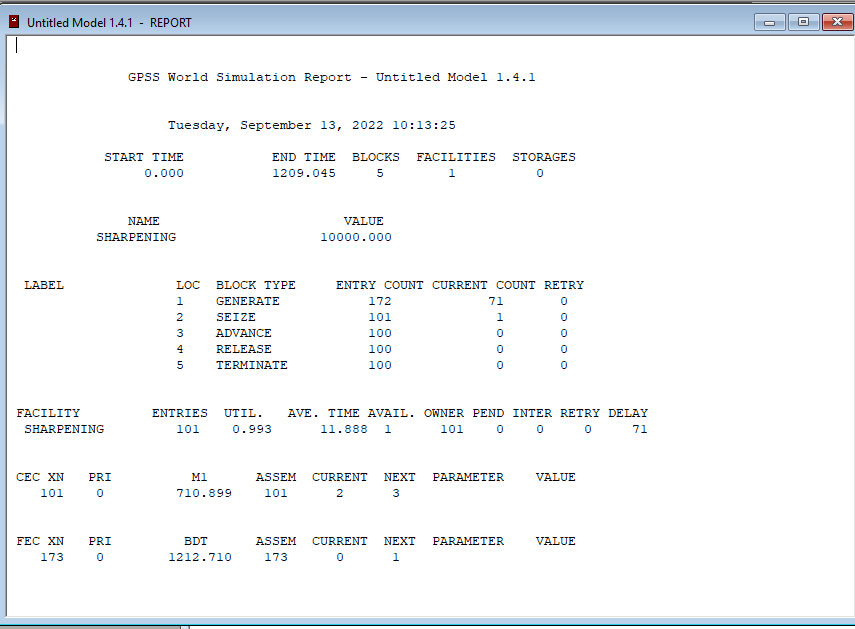 Untitled Model 1.4.1 - REPORT
GPSS World Simulation Report - Untitled Model 1.4.1
Tuesday, September 13, 2022 10:13:25
START TIME END TIME BLOCKS FACILITIES STORAGES
0.000 1209.045 5 1 0
NAME VALUE
SHARPENING 10000.000
LABEL LOC BLOCK TYPE ENTRY COUNT CURRENT COUNT RETRY
1 GENERATE 172 71 0
2 SEIZE 101 1 0
3 ADVANCE 100 0 0
4 RELEASE 100 0 0
5 TERMINATE 100 0 0
FACILITY ENTRIES UTIL. AVE. TIME AVAIL. OWNER PEND INTER RETRY DELAY
SHARPENING 101 0.993 11.888 1 101 0 0 0 71
CEC XN PRI M1 ASSEM CURRENT NEXT PARAMETER VALUE
101 0 710.899 101 2 3
FEC XN PRI BDT ASSEM CURRENT NEXT PARAMETER VALUE
173 0 1212.710 173 0 1